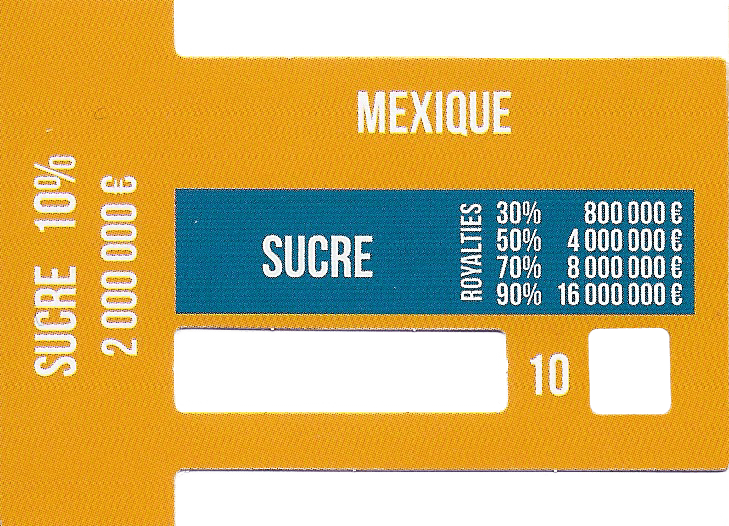 SUCRE 10%
2 000 000 €
MEXIQUE
SUCRE
ROYALTIES
30% 800 000 €
50% 4 000 000 €
70% 8 000 000 €
90% 16 000 000 €
10